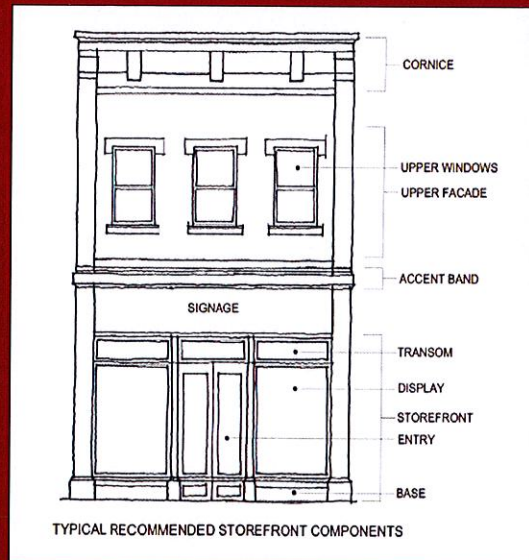 CORNICE
UPPER WINDOWS
UPPER FACADE
ACCENT BAND
SIGNAGE
TRANSOM
DISPLAY
STOREFRONT
ENTRY
BASE
TYPICAL RECOMMENDED STOREFRONT COMPONENTS